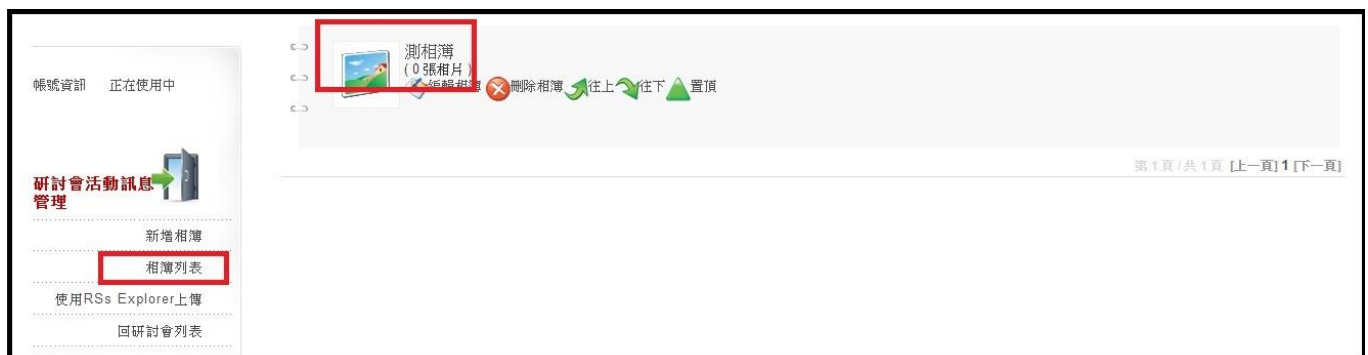 測相簿
(0張相片)
編輯相簿 刪除相簿 往上 往下 置頂
帳號資訊 正在使用中
第1頁/共1頁 [上一頁] 1 [下一頁]
研討會活動訊息
管理
新增相簿
相簿列表
使用RSs Explorer上傳
回研討會列表